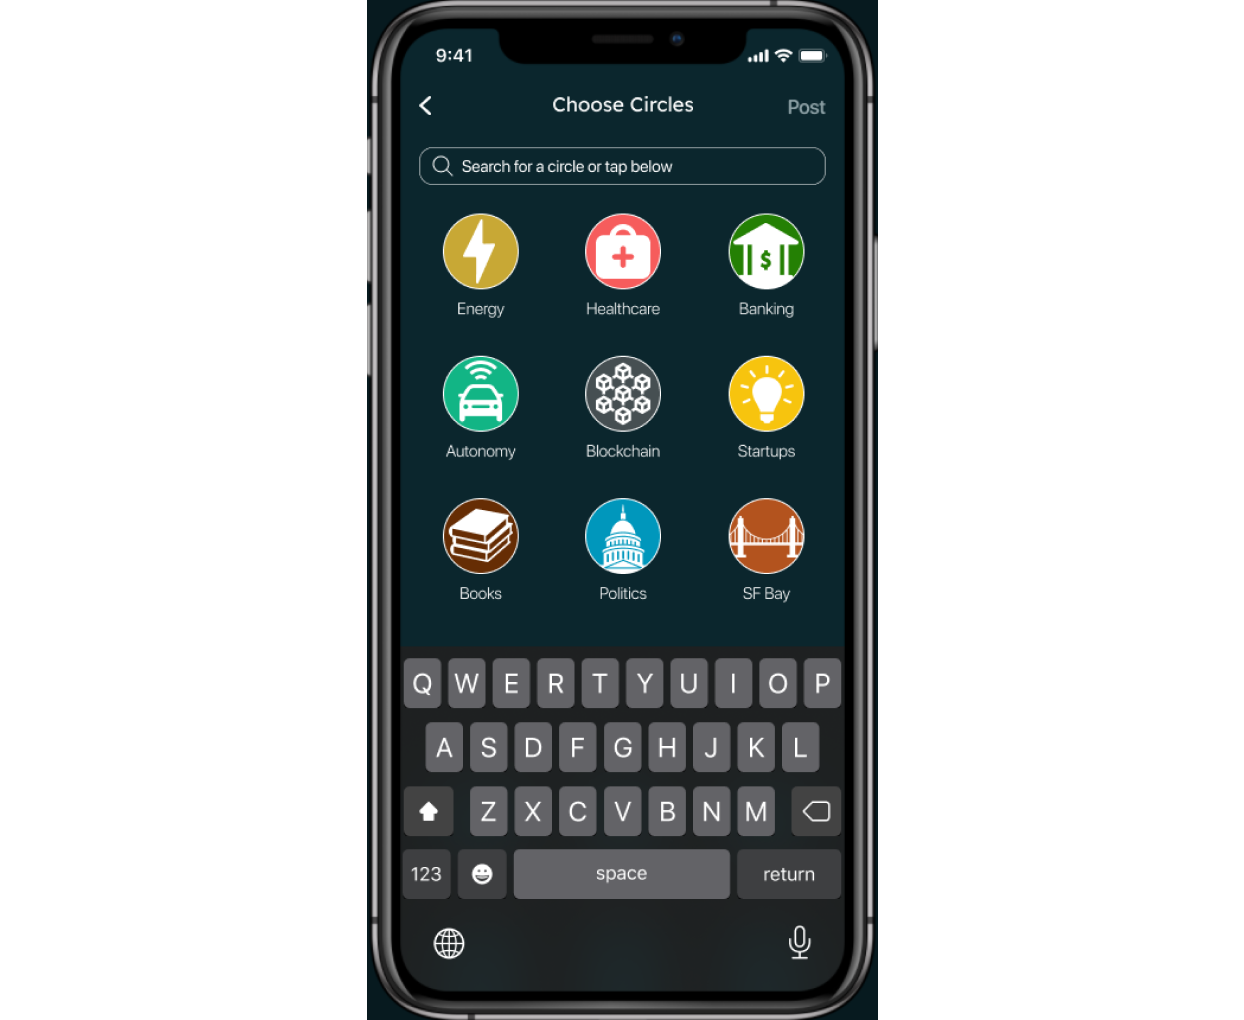 9:41
Choose Circles
Post
Search for a circle or tap below
Energy Healthcare Banking
$
Autonomy Blockchain Startups
Books Politics SF Bay
Q W E R T Y U I O P
A S D F G H J K L
Z X C V B N M
123 space return